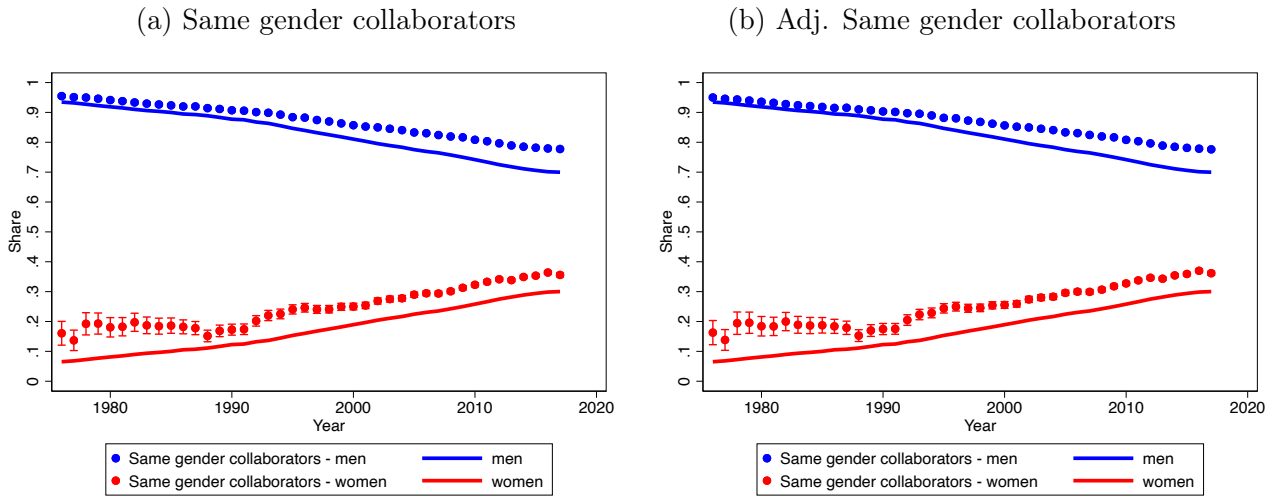 (a) Same gender collaborators
1
.9
.8
.7
.6
.5
.4
.3
.2
.1
0
Share
1980 1990 2000 2010 2020
Year
Same gender collaborators - men men
Same gender collaborators - women women
(b) Adj. Same gender collaborators
1
.9
.8
.7
.6
.5
.4
.3
.2
.1
0
Share
1980 1990 2000 2010 2020
Year
Same gender collaborators - men men
Same gender collaborators - women women